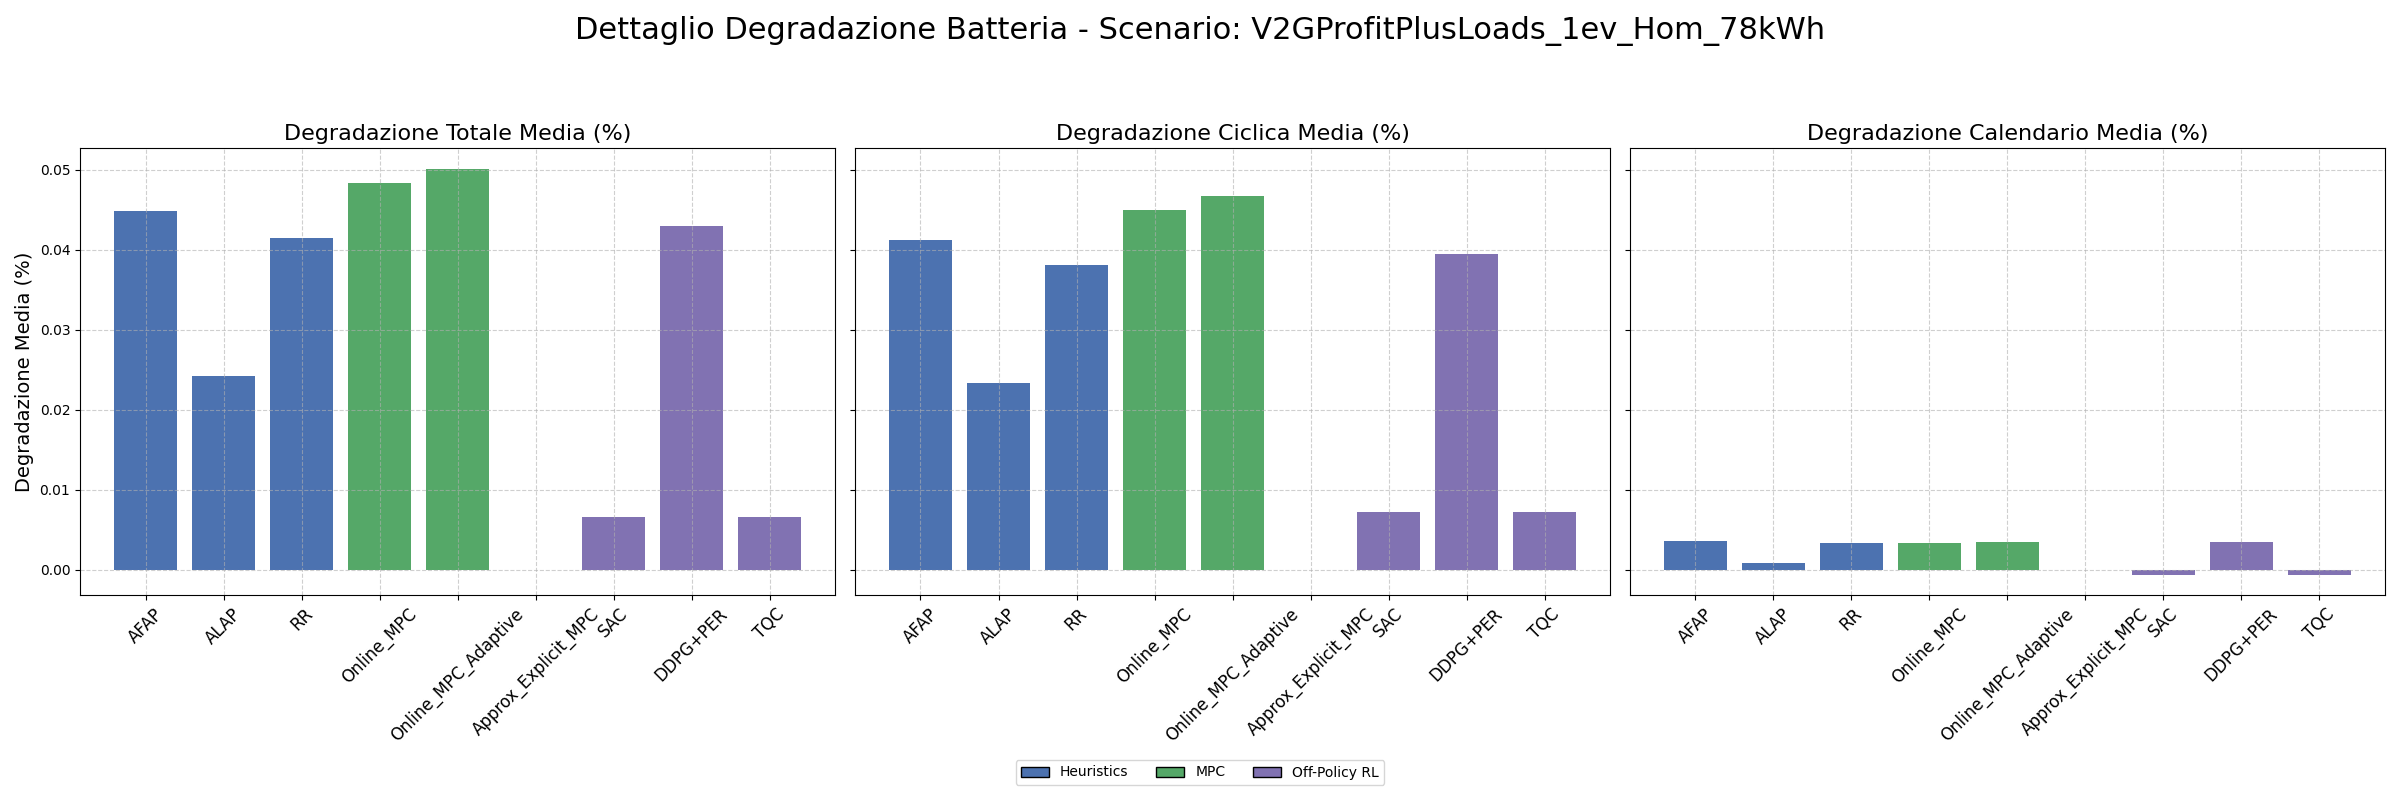 Dettaglio Degradazione Batteria - Scenario: V2GProfitPlusLoads_1ev_Hom_78kWh
Degradazione Totale Media (%)
Degradazione Ciclica Media (%)
Degradazione Calendario Media (%)
Degradazione Media (%)
0.05
0.04
0.03
0.02
0.01
0.00
AFAP
ALAP
RR
Online_MPC
Online_MPC_Adaptive
Approx_Explicit_MPC
SAC
DDPG+PER
TQC
AFAP
ALAP
RR
Online_MPC
Online_MPC_Adaptive
Approx_Explicit_MPC
SAC
DDPG+PER
TQC
AFAP
ALAP
RR
Online_MPC
Online_MPC_Adaptive
Approx_Explicit_MPC
SAC
DDPG+PER
TQC
Heuristics
MPC
Off-Policy RL